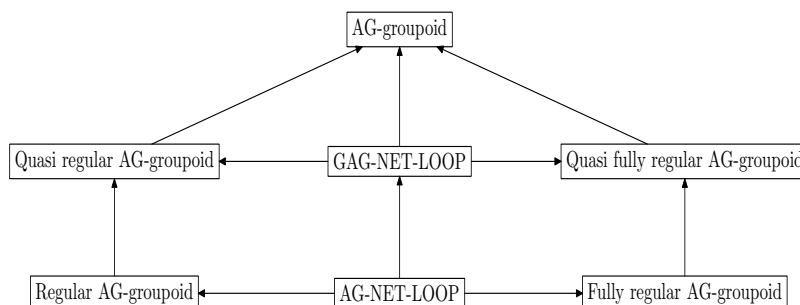 AG-groupoid
Quasi regular AG-groupoid
GAG-NET-LOOP
Quasi fully regular AG-groupoid
Regular AG-groupoid
AG-NET-LOOP
Fully regular AG-groupoid